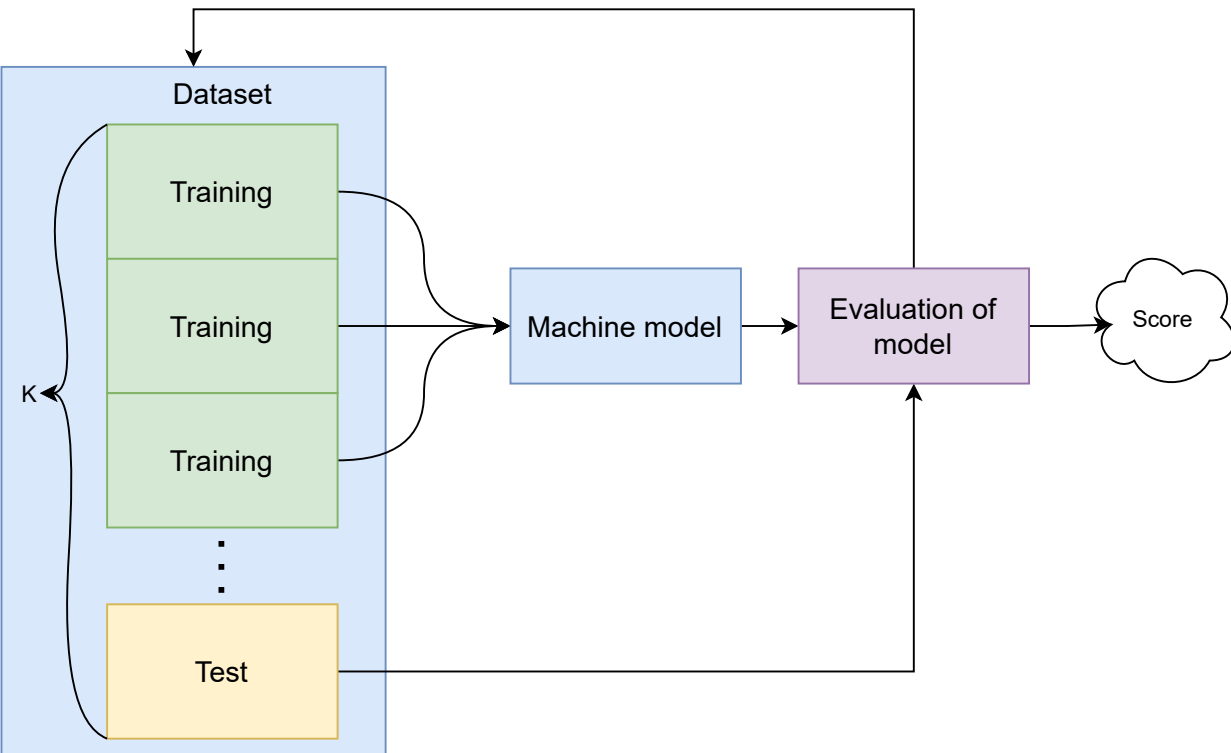 Dataset
Training
Training
Training
Test
K
Machine model
Evaluation of
model
Score